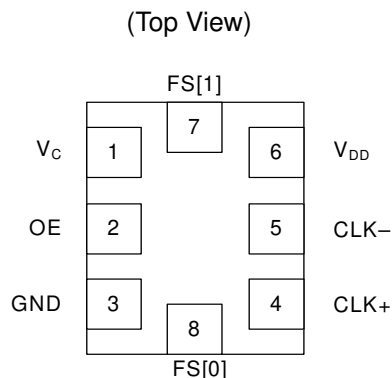 (Top View)
FS[1]
7
V_C 1 6 V_DD
OE 2 5 CLK–
GND 3 4 CLK+
8
FS[0]